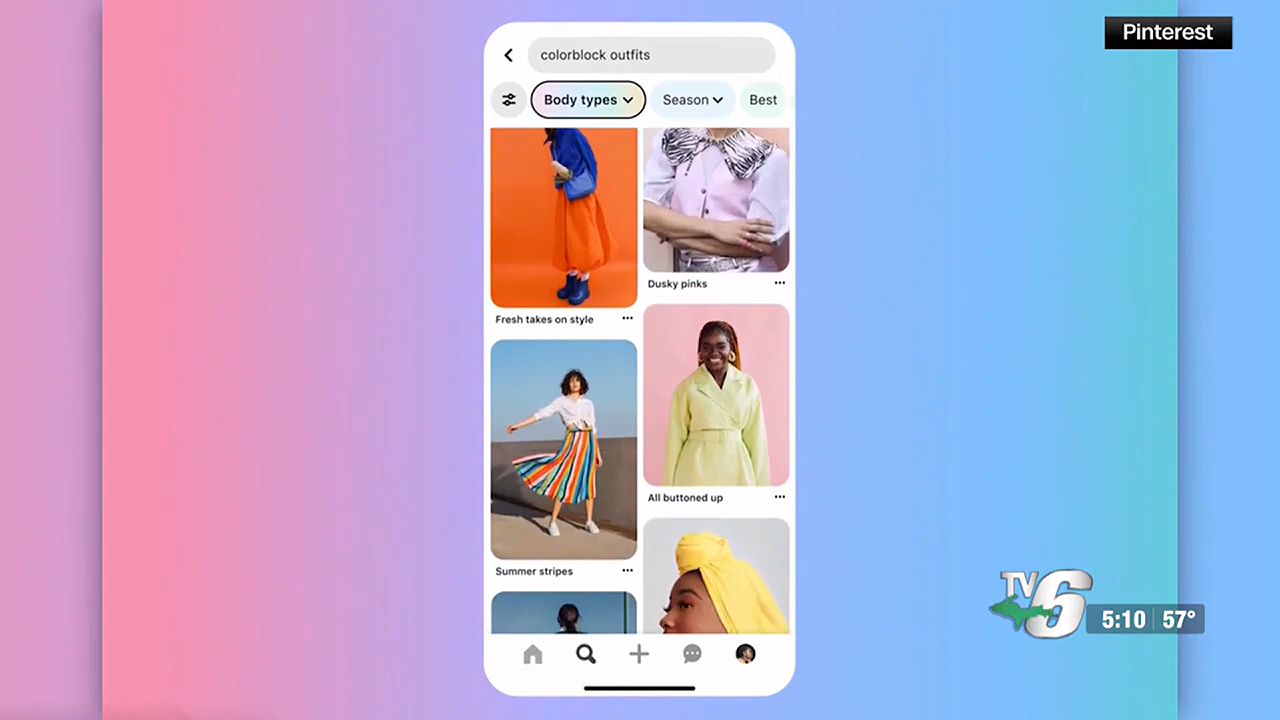 Pinterest
colorblock outfits
Body types
Season
Best
Dusky pinks
Fresh takes on style
All buttoned up
Summer stripes
TV6
5:10 57°